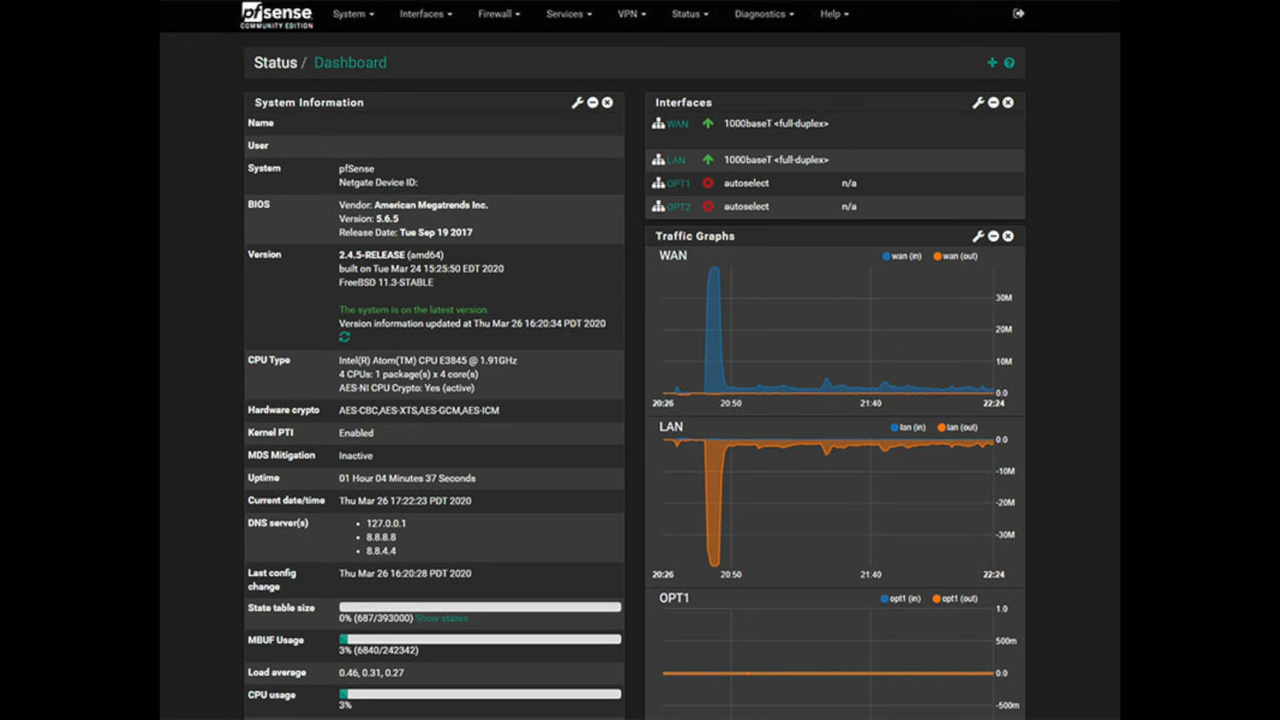 pfsense
COMMUNITY EDITION
System
Interfaces
Firewall
Services
VPN
Status
Diagnostics
Help
Status / Dashboard
System Information
Name
User
System
pfSense
Netgate Device ID:
BIOS
Vendor: American Megatrends Inc.
Version: 5.6.5
Release Date: Tue Sep 19 2017
Version
2.4.5-RELEASE (amd64)
built on Tue Mar 24 15:25:50 EDT 2020
FreeBSD 11.3-STABLE
The system is on the latest version.
Version information updated at Thu Mar 26 16:20:34 PDT 2020
CPU Type
Intel(R) Atom(TM) CPU E3845 @ 1.91GHz
4 CPUs: 1 package(s) x 4 core(s)
AES-NI CPU Crypto: Yes (active)
Hardware crypto
AES-CBC,AES-XTS,AES-GCM,AES-ICM
Kernel PTI
Enabled
MDS Mitigation
Inactive
Uptime
01 Hour 04 Minutes 37 Seconds
Current date/time
Thu Mar 26 17:22:23 PDT 2020
DNS server(s)
• 127.0.0.1
• 8.8.8.8
• 8.8.4.4
Last config
change
Thu Mar 26 16:20:28 PDT 2020
State table size
0% (687/393000) Show states
MBUF Usage
3% (6840/242342)
Load average
0.46, 0.31, 0.27
CPU usage
3%
Interfaces
WAN
1000baseT <full-duplex>
LAN
1000baseT <full-duplex>
OPT1
autoselect
n/a
OPT2
autoselect
n/a
Traffic Graphs
WAN
wan (in)
wan (out)
30M
20M
10M
0.0
20:26
20:50
21:40
22:24
LAN
lan (in)
lan (out)
0.0
-10M
-20M
-30M
20:26
20:50
21:40
22:24
OPT1
opt1 (in)
opt1 (out)
1.0
500m
0.0
-500m